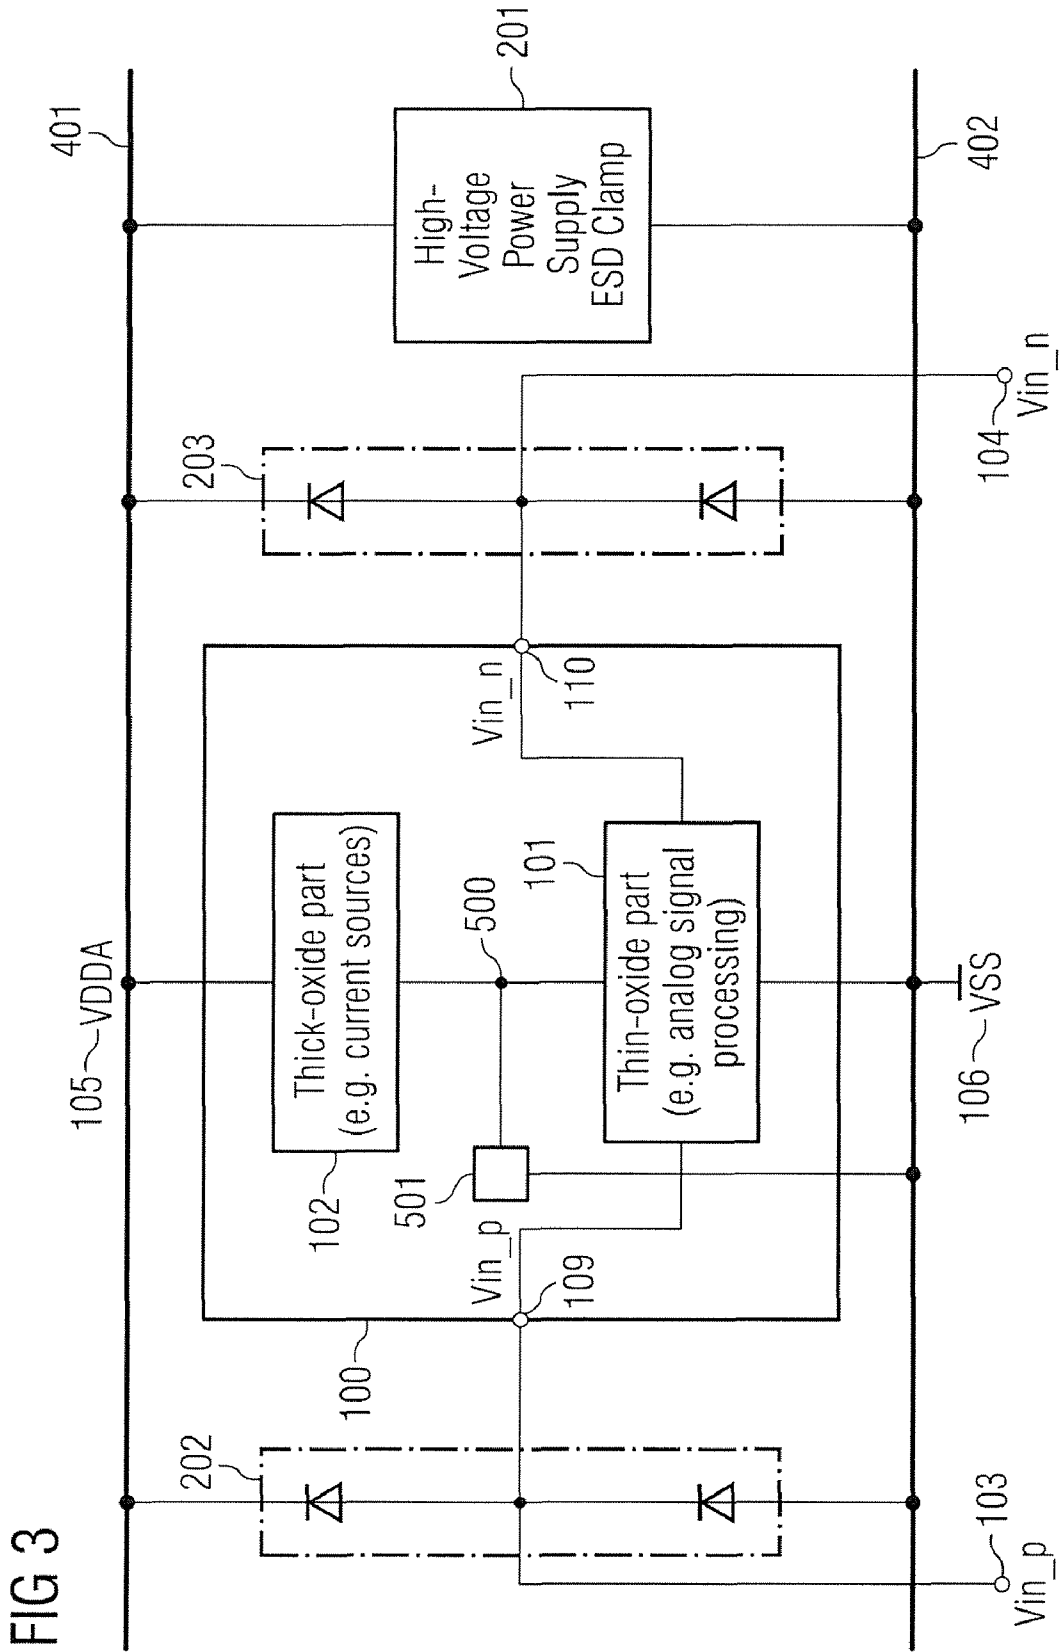 FIG 3
105 VDDA
401
202
203
201
High-
Voltage
Power
Supply
ESD Clamp
100
102
Thick-oxide part
(e.g. current sources)
Vin_p
109
501
500
Vin_n
110
101
Thin-oxide part
(e.g. analog signal
processing)
402
103
Vin_p
106 VSS
104
Vin_n